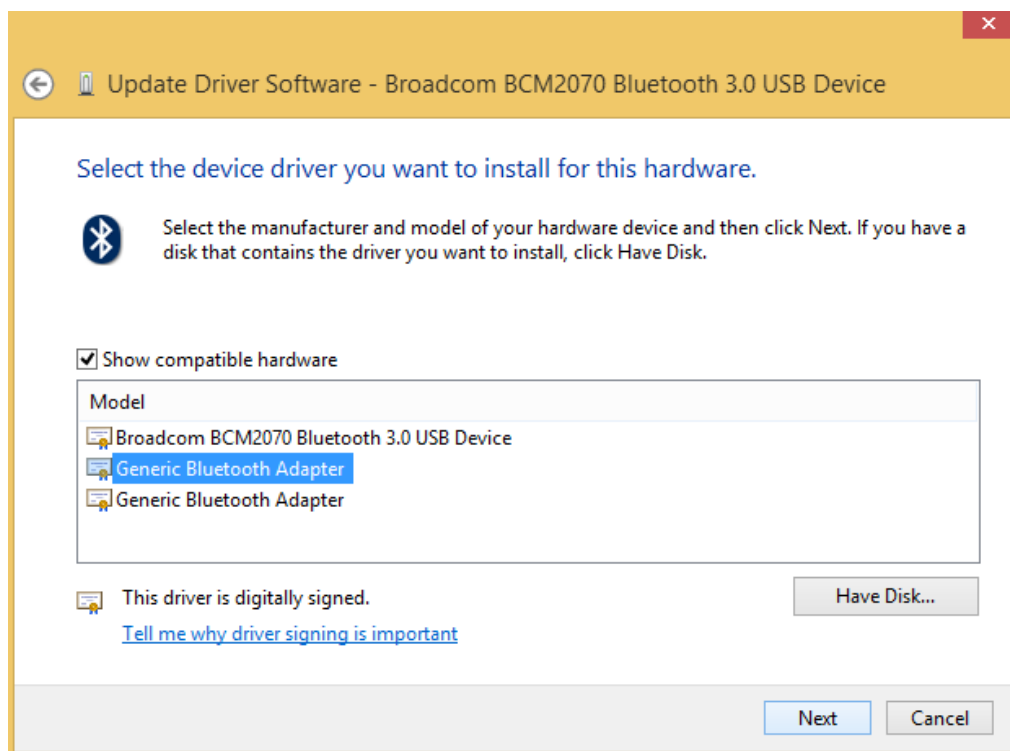 Update Driver Software - Broadcom BCM2070 Bluetooth 3.0 USB Device
Select the device driver you want to install for this hardware.
Select the manufacturer and model of your hardware device and then click Next. If you have a
disk that contains the driver you want to install, click Have Disk.
Show compatible hardware
Model
Broadcom BCM2070 Bluetooth 3.0 USB Device
Generic Bluetooth Adapter
Generic Bluetooth Adapter
This driver is digitally signed.
Have Disk...
Tell me why driver signing is important
Next
Cancel